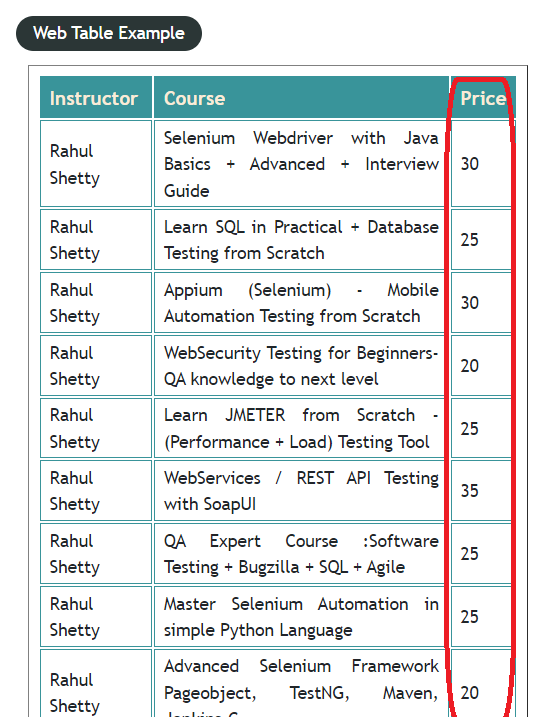 Web Table Example
Instructor Course Price
Rahul Shetty
Selenium Webdriver with Java
Basics + Advanced + Interview
Guide
30
Rahul Shetty
Learn SQL in Practical + Database
Testing from Scratch
25
Rahul Shetty
Appium (Selenium) - Mobile
Automation Testing from Scratch
30
Rahul Shetty
WebSecurity Testing for Beginners-
QA knowledge to next level
20
Rahul Shetty
Learn JMETER from Scratch -
(Performance + Load) Testing Tool
25
Rahul Shetty
WebServices / REST API Testing
with SoapUI
35
Rahul Shetty
QA Expert Course :Software
Testing + Bugzilla + SQL + Agile
25
Rahul Shetty
Master Selenium Automation in
simple Python Language
25
Rahul Shetty
Advanced Selenium Framework
Pageobject, TestNG, Maven,
20